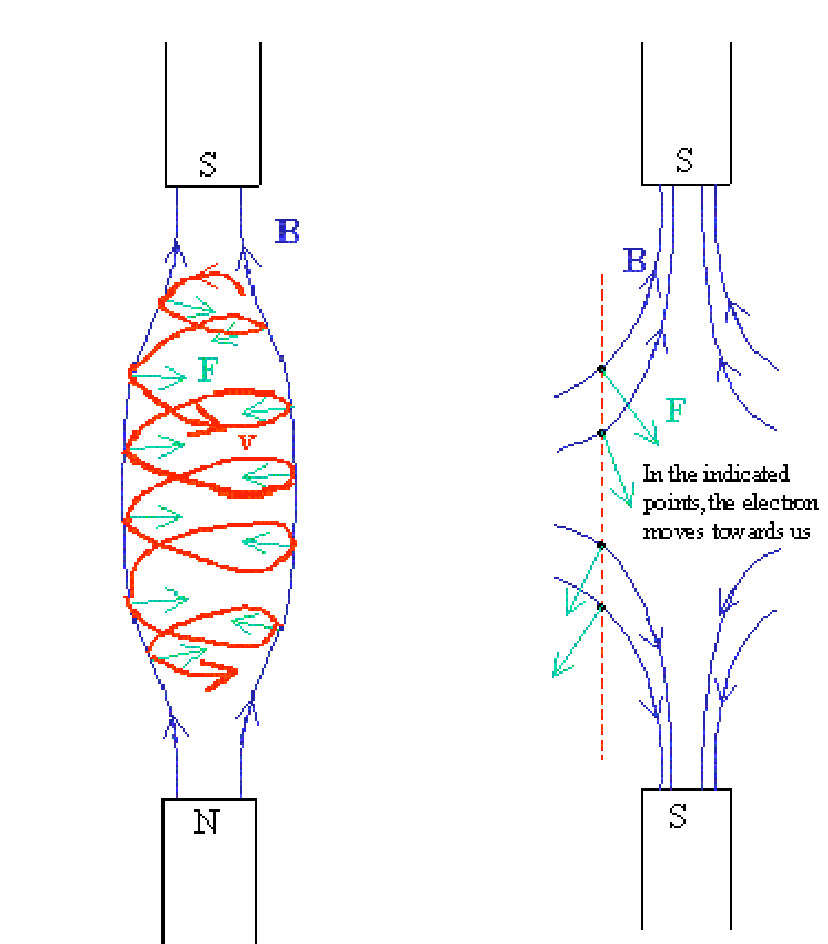 S
S
B
B
F
F
v
In the indicated
points, the electron
moves towards us
N
S